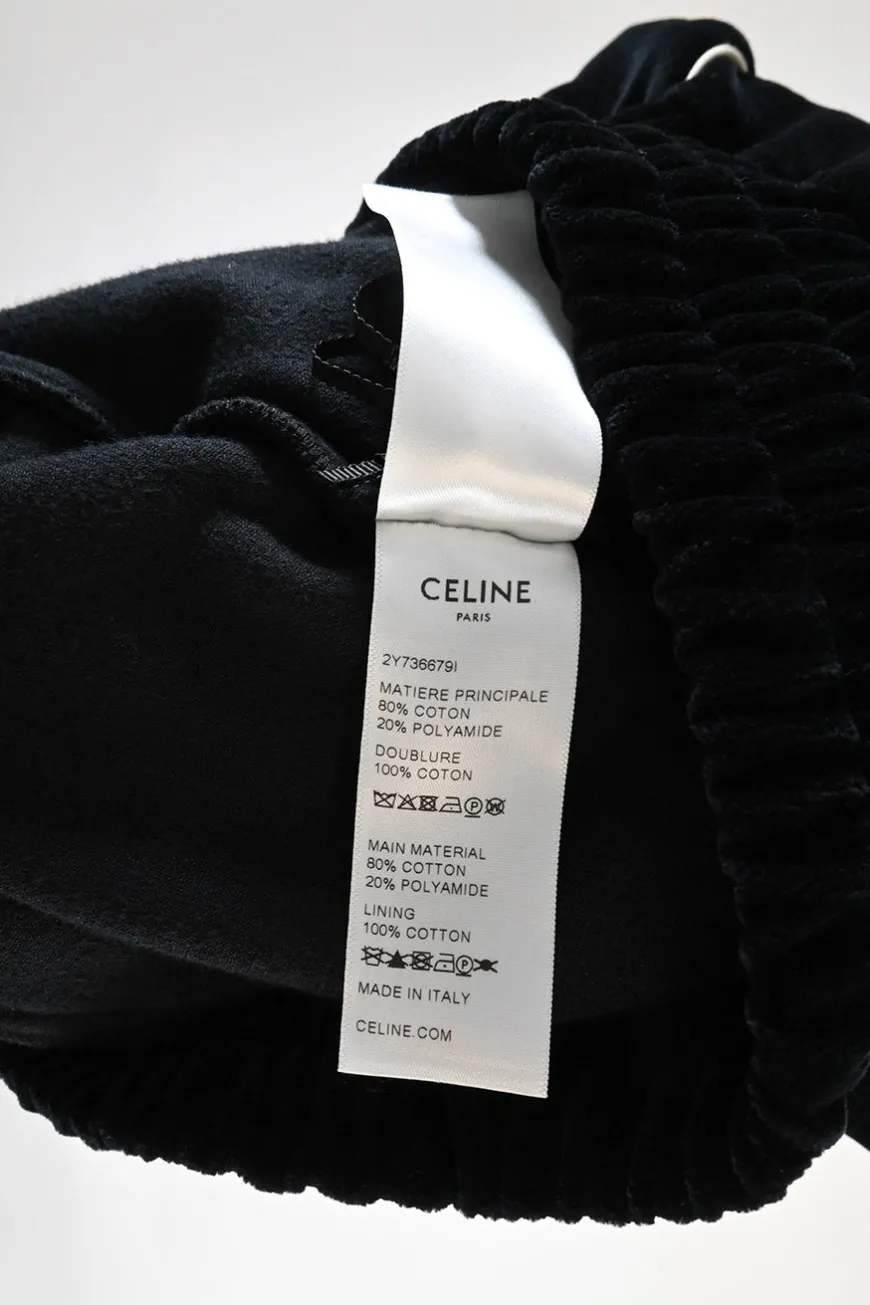 CELINE
PARIS
2Y736679I
MATIERE PRINCIPALE
80% COTON
20% POLYAMIDE
DOUBLURE
100% COTON
MAIN MATERIAL
80% COTTON
20% POLYAMIDE
LINING
100% COTTON
MADE IN ITALY
CELINE.COM